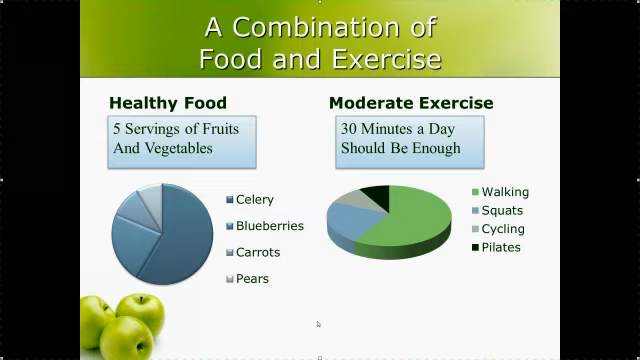 A Combination of
Food and Exercise
Healthy Food
5 Servings of Fruits
And Vegetables
Celery
Blueberries
Carrots
Pears
Moderate Exercise
30 Minutes a Day
Should Be Enough
Walking
Squats
Cycling
Pilates